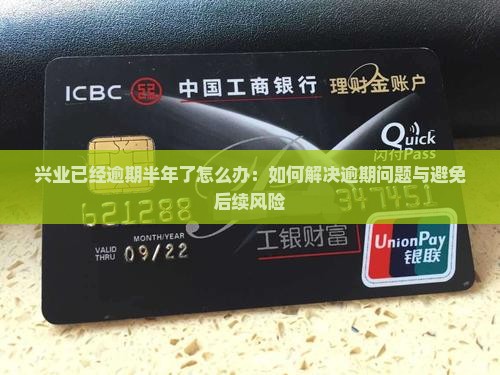 ICBC 中国工商银行 理财金账户
Quick
闪付Pass
兴业已经逾期半年了怎么办：如何解决逾期问题与避免
后续风险
621288 347451
MONTH/YEAR
VALID
THRU 09/22
工银财富
UnionPay
银联